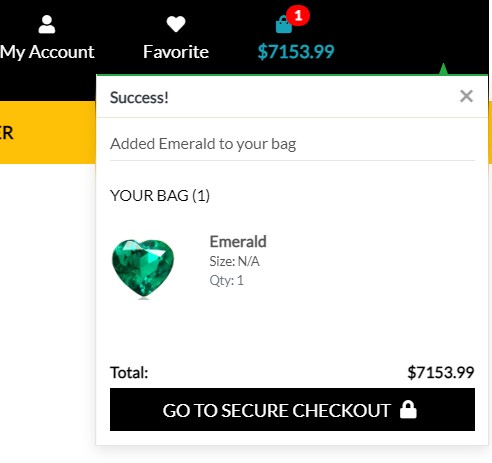 1
My Account
Favorite
$7153.99
ER
Success!
×
Added Emerald to your bag
YOUR BAG (1)
Emerald
Size: N/A
Qty: 1
Total: $7153.99
GO TO SECURE CHECKOUT